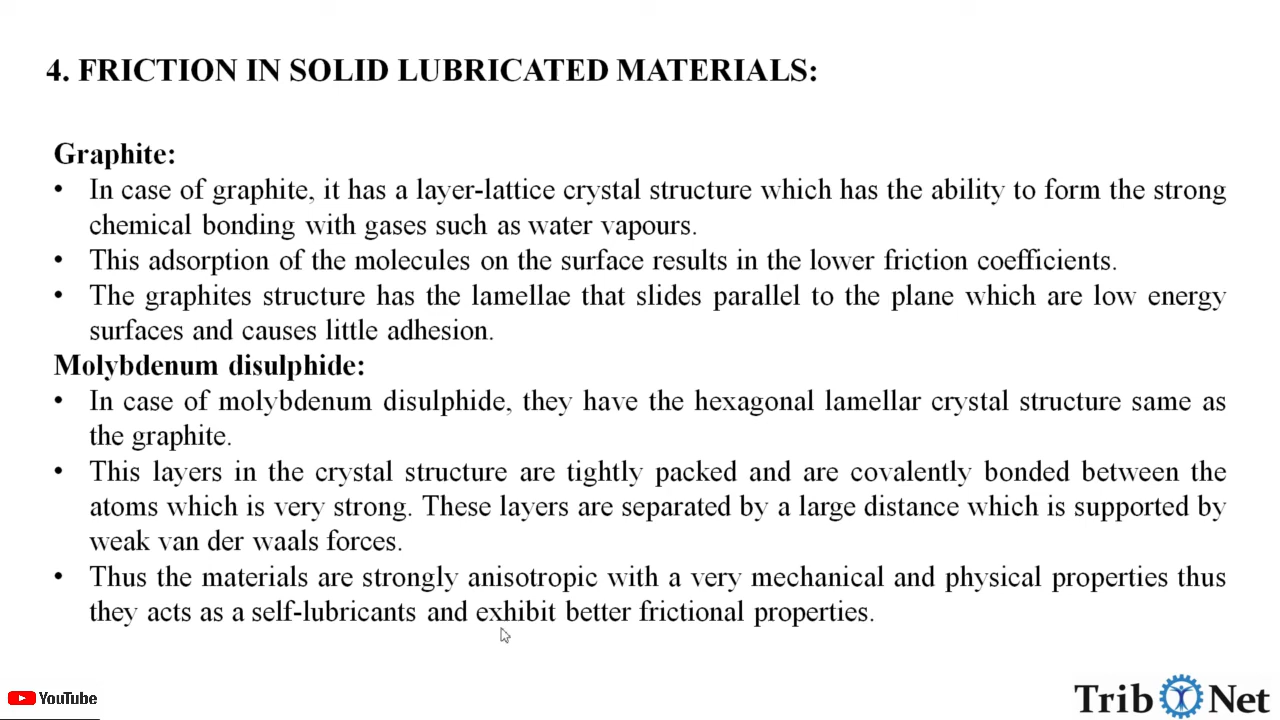 4. FRICTION IN SOLID LUBRICATED MATERIALS:
Graphite:
• In case of graphite, it has a layer-lattice crystal structure which has the ability to form the strong
chemical bonding with gases such as water vapours.
• This adsorption of the molecules on the surface results in the lower friction coefficients.
• The graphites structure has the lamellae that slides parallel to the plane which are low energy
surfaces and causes little adhesion.
Molybdenum disulphide:
• In case of molybdenum disulphide, they have the hexagonal lamellar crystal structure same as
the graphite.
• This layers in the crystal structure are tightly packed and are covalently bonded between the
atoms which is very strong. These layers are separated by a large distance which is supported by
weak van der waals forces.
• Thus the materials are strongly anisotropic with a very mechanical and physical properties thus
they acts as a self-lubricants and exhibit better frictional properties.
YouTube
Trib Net